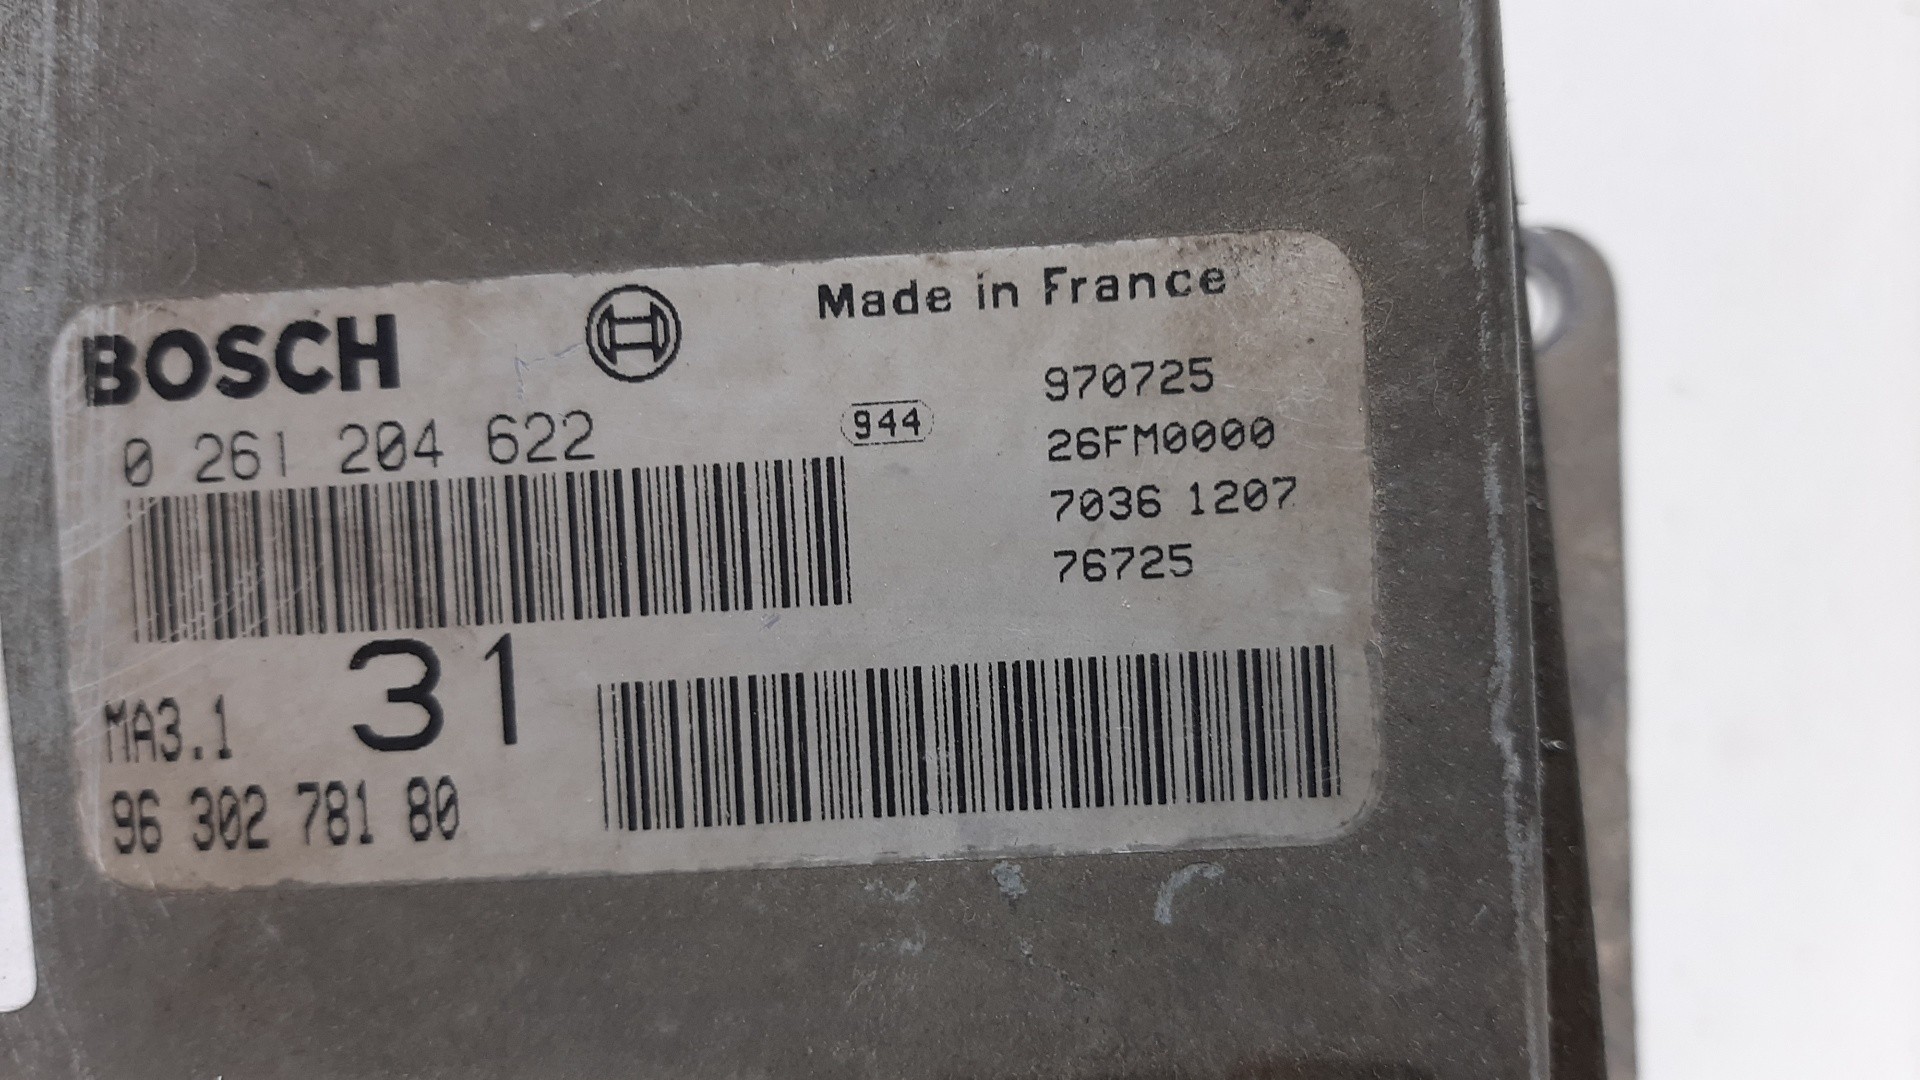 BOSCH
Made in France
0 261 204 622
944
970725
26FM0000
7036 1207
76725
MA3.1
31
96 302 781 80